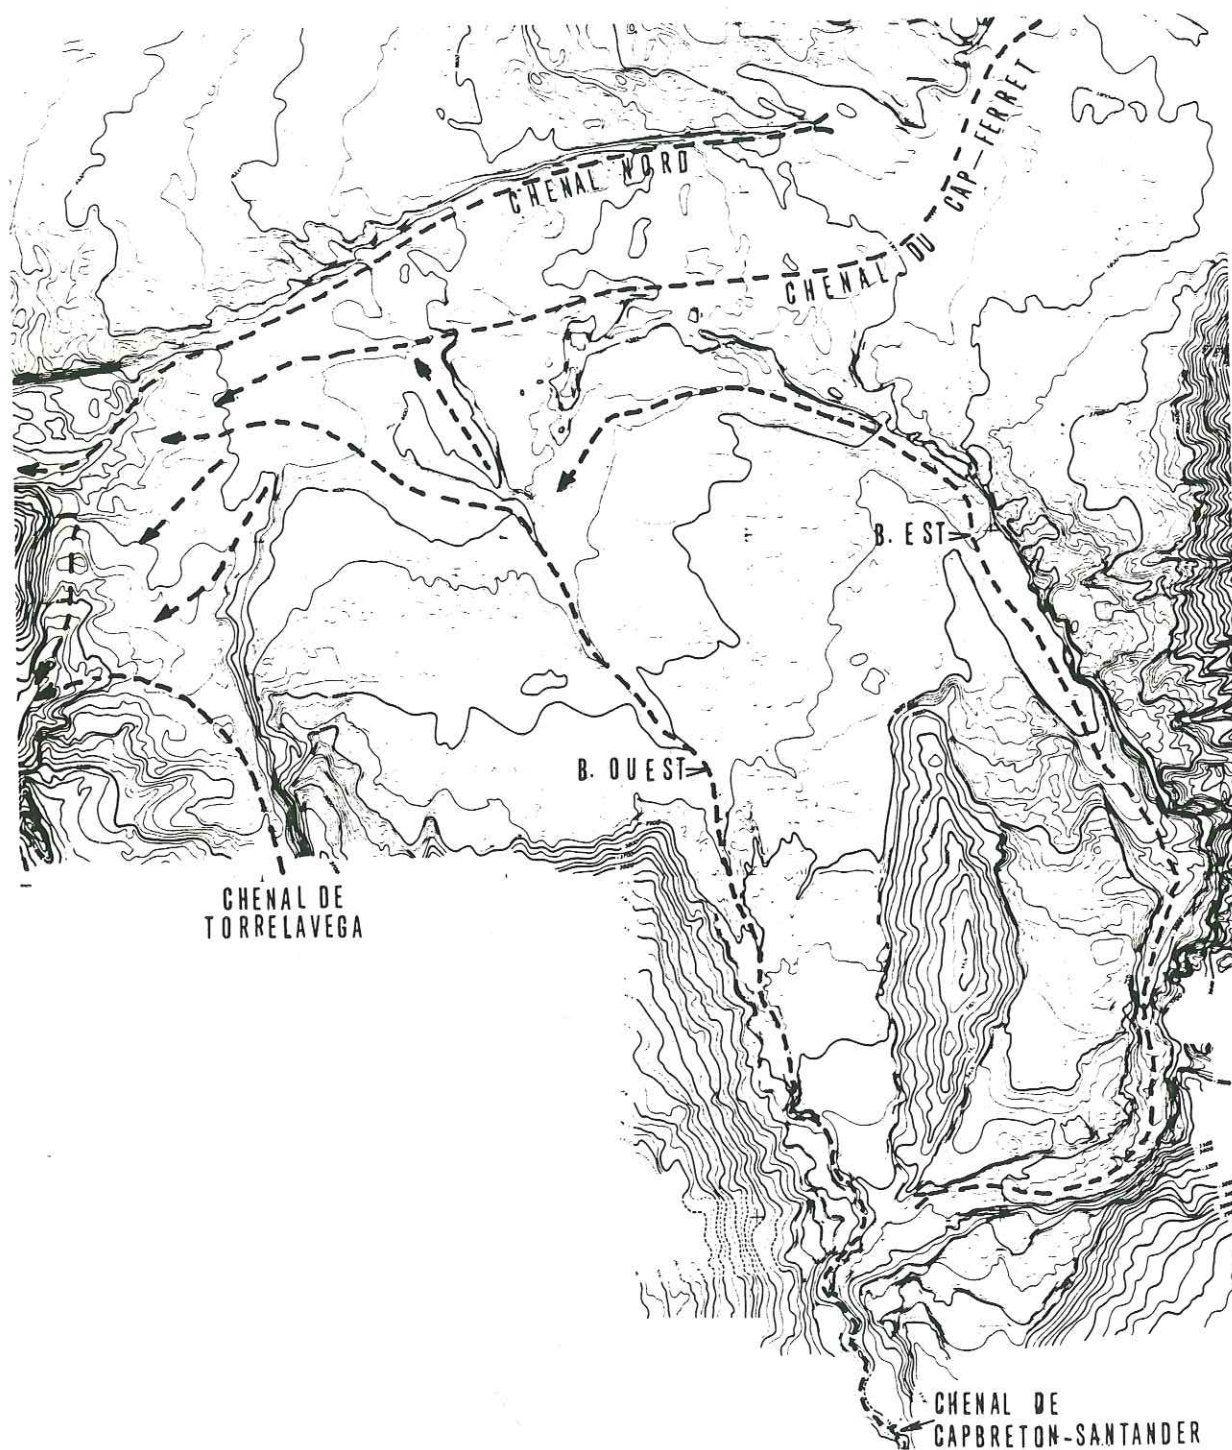 CHENAL NORD
CHENAL DU CAP-FERRET
B. EST
B. OUEST
CHENAL DE
TORRELAVEGA
CHENAL DE
CAPBRETON-SANTANDER